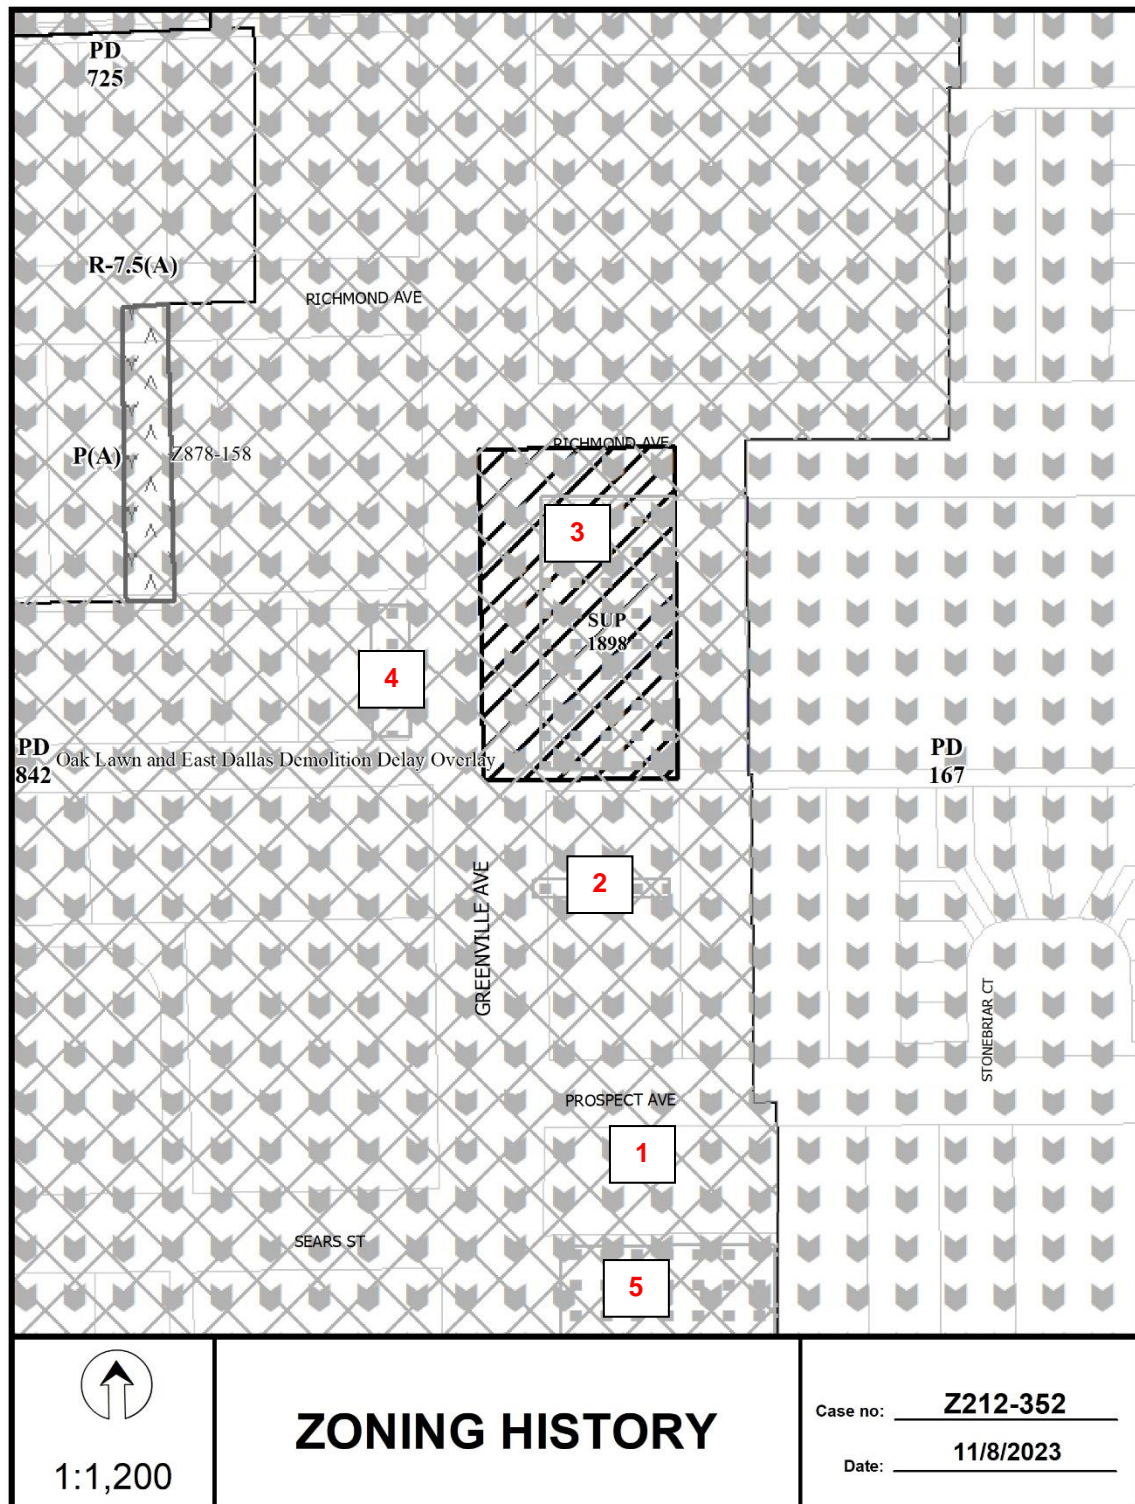 PD
725
R-7.5(A)
RICHMOND AVE
RICHMOND AVE
P(A)
Z878-158
3
SUP
1898
4
PD
842
Oak Lawn and East Dallas Demolition Delay Overlay
PD
167
2
GREENVILLE AVE
STONEBRIAR CT
PROSPECT AVE
1
SEARS ST
5
1:1,200
ZONING HISTORY
Case no: Z212-352
Date: 11/8/2023